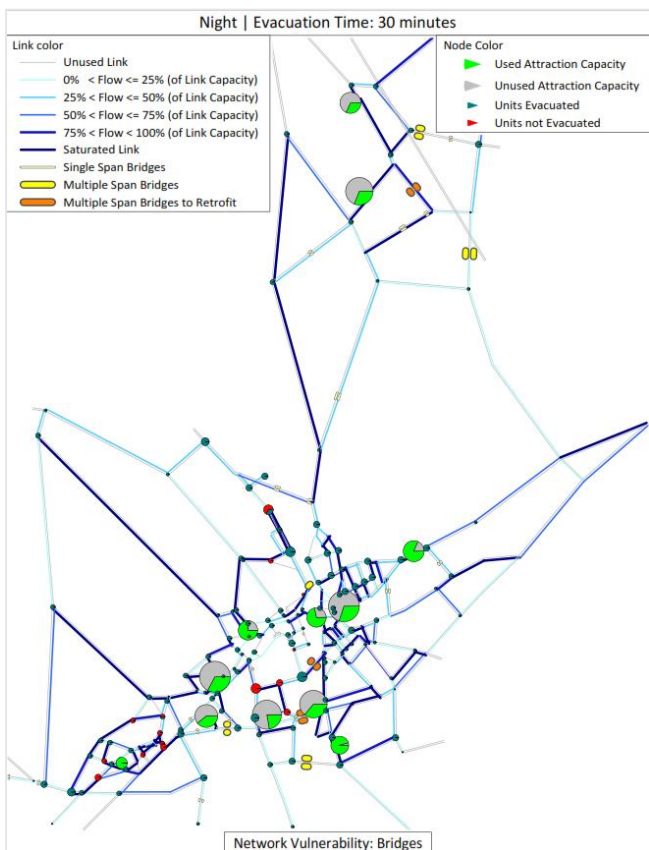 Night | Evacuation Time: 30 minutes
Link color
Unused Link
0% < Flow <= 25% (of Link Capacity)
25% < Flow <= 50% (of Link Capacity)
50% < Flow <= 75% (of Link Capacity)
75% < Flow < 100% (of Link Capacity)
Saturated Link
Single Span Bridges
Multiple Span Bridges
Multiple Span Bridges to Retrofit
Node Color
Used Attraction Capacity
Unused Attraction Capacity
Units Evacuated
Units not Evacuated
Network Vulnerability: Bridges